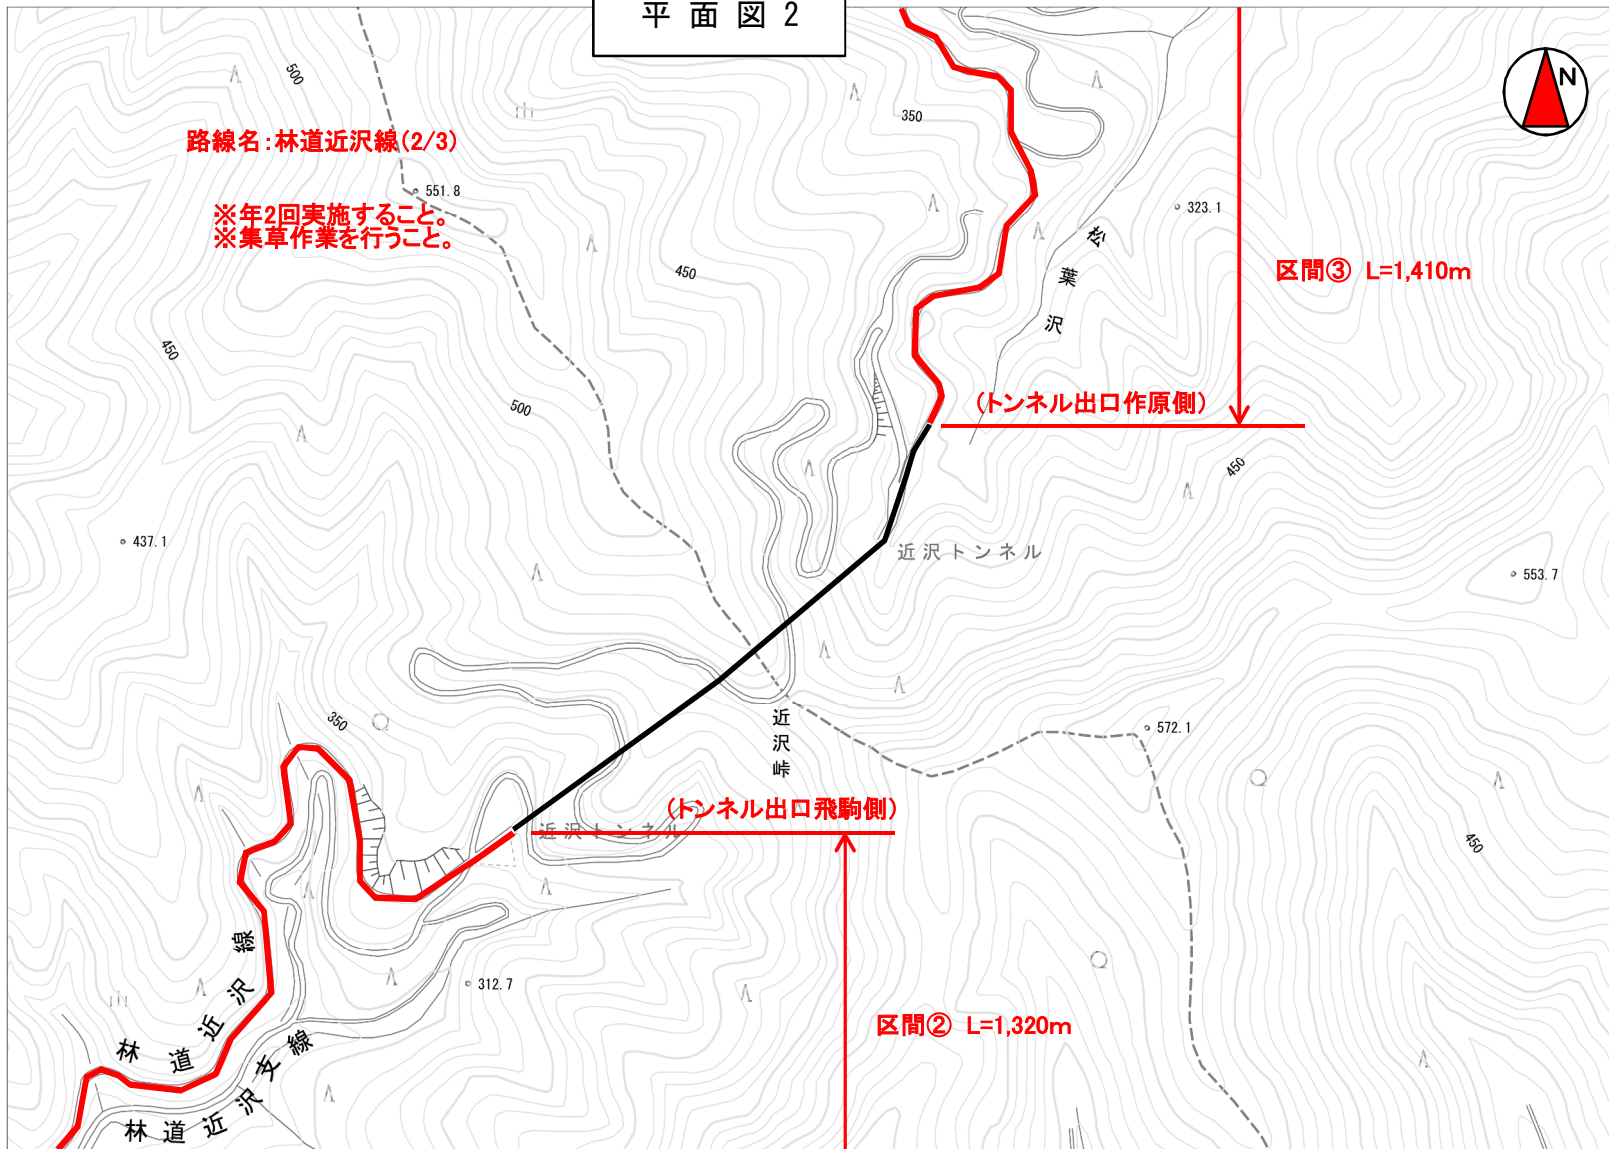 平面図2
N
路線名：林道近沢線(2/3)
※年2回実施すること。
※集草作業を行うこと。
500
551.8
350
323.1
松葉沢
区間③ L=1,410m
450
450
500
(トンネル出口作原側)
450
437.1
近沢トンネル
553.7
350
近沢峠
572.1
(トンネル出口飛駒側)
近沢トンネル
450
312.7
林道近沢線
区間② L=1,320m
林道近沢支線